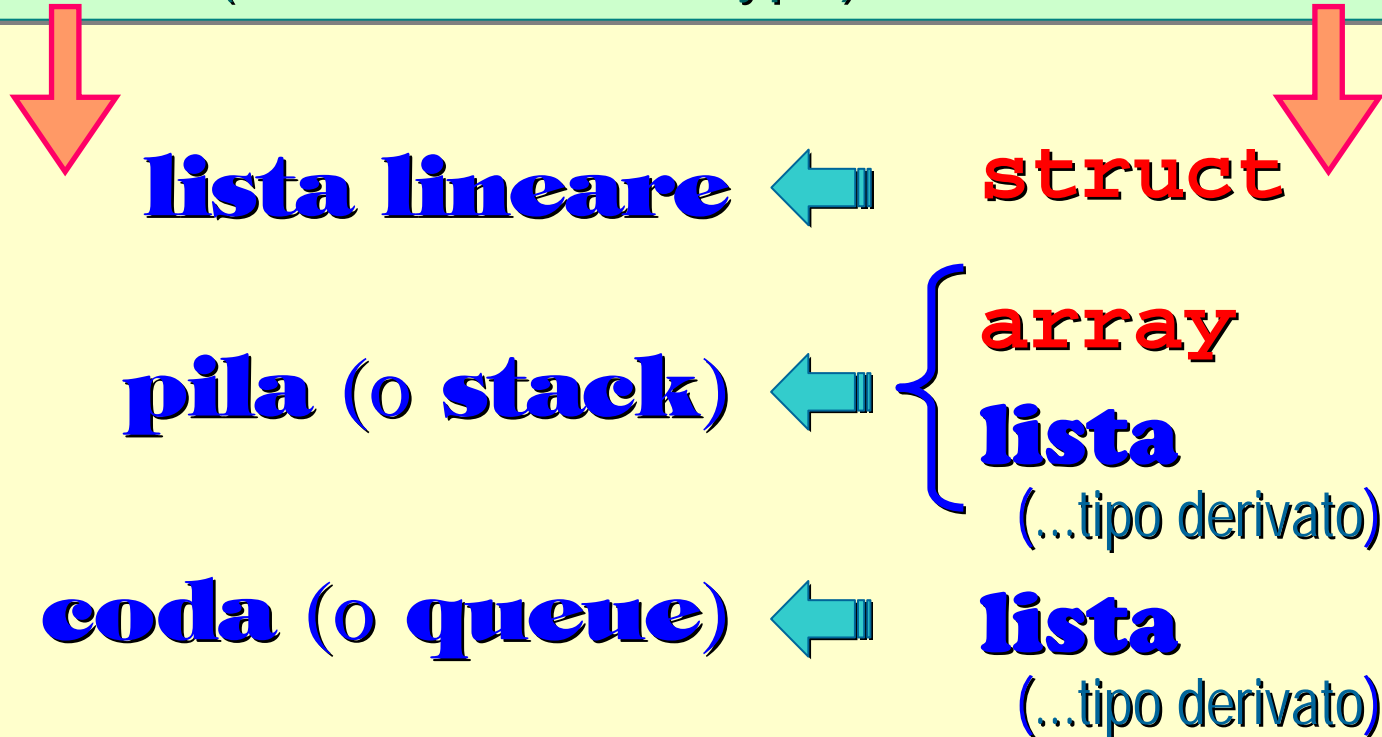 lista lineare struct
array
pila (o stack)
lista
(...tipo derivato)
coda (o queue) lista
(...tipo derivato)